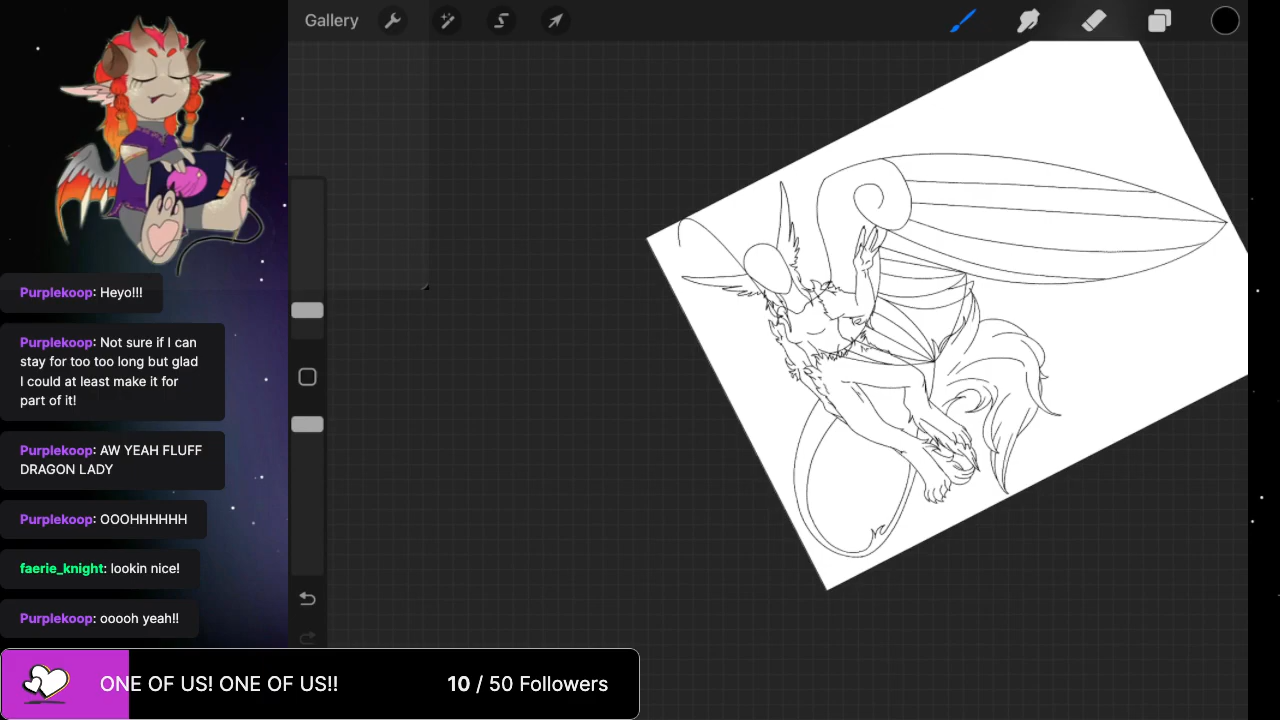 Gallery
Purplekoop: Heyo!!!
Purplekoop: Not sure if I can
stay for too too long but glad
I could at least make it for
part of it!
Purplekoop: AW YEAH FLUFF
DRAGON LADY
Purplekoop: OOOHHHHHH
faerie_knight: lookin nice!
Purplekoop: ooooh yeah!!
ONE OF US! ONE OF US!! 10 / 50 Followers